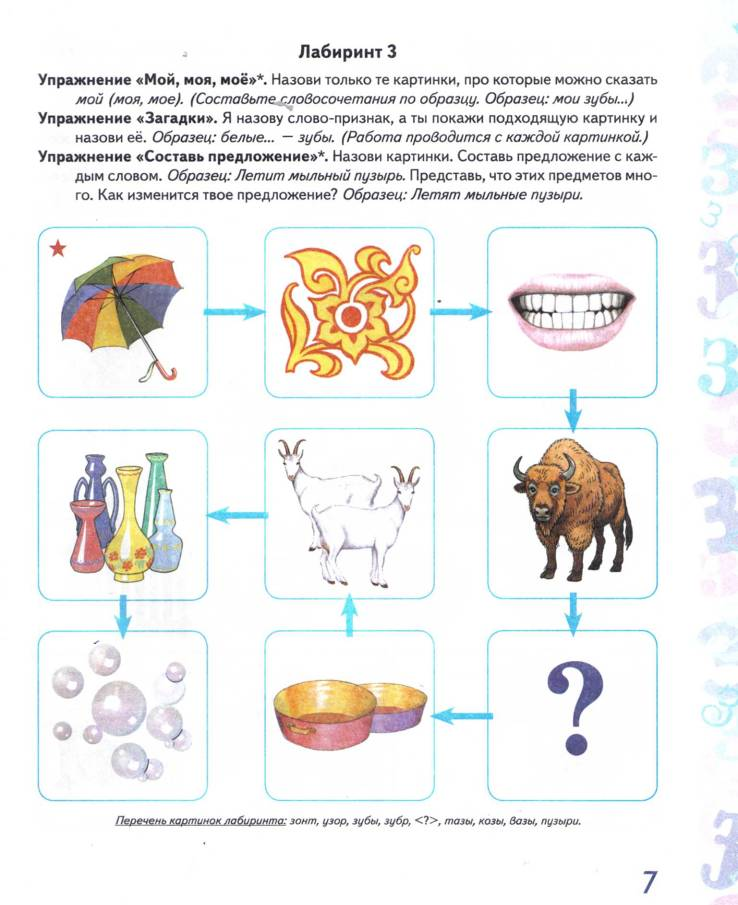 Лабиринт 3
Упражнение «Мой, моя, моё»*. Назови только те картинки, про которые можно сказать
мой (моя, мое). (Составьте словосочетания по образцу. Образец: мои зубы...)
Упражнение «Загадки». Я назову слово-признак, а ты покажи подходящую картинку и
назови её. Образец: белые... — зубы. (Работа проводится с каждой картинкой.)
Упражнение «Составь предложение»*. Назови картинки. Составь предложение с каж-
дым словом. Образец: Летит мыльный пузырь. Представь, что этих предметов мно-
го. Как изменится твое предложение? Образец: Летят мыльные пузыри.
?
Перечень картинок лабиринта: зонт, узор, зубы, зубр, <?>, тазы, козы, вазы, пузыри.
7